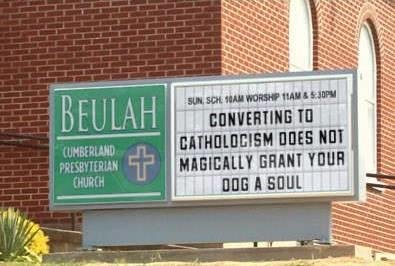 BEULAH
CUMBERLAND
PRESBYTERIAN
CHURCH
SUN. SCH. 10AM WORSHIP 11AM & 5:30PM
CONVERTING TO
CATHOLOCISM DOES NOT
MAGICALLY GRANT YOUR
DOG A SOUL